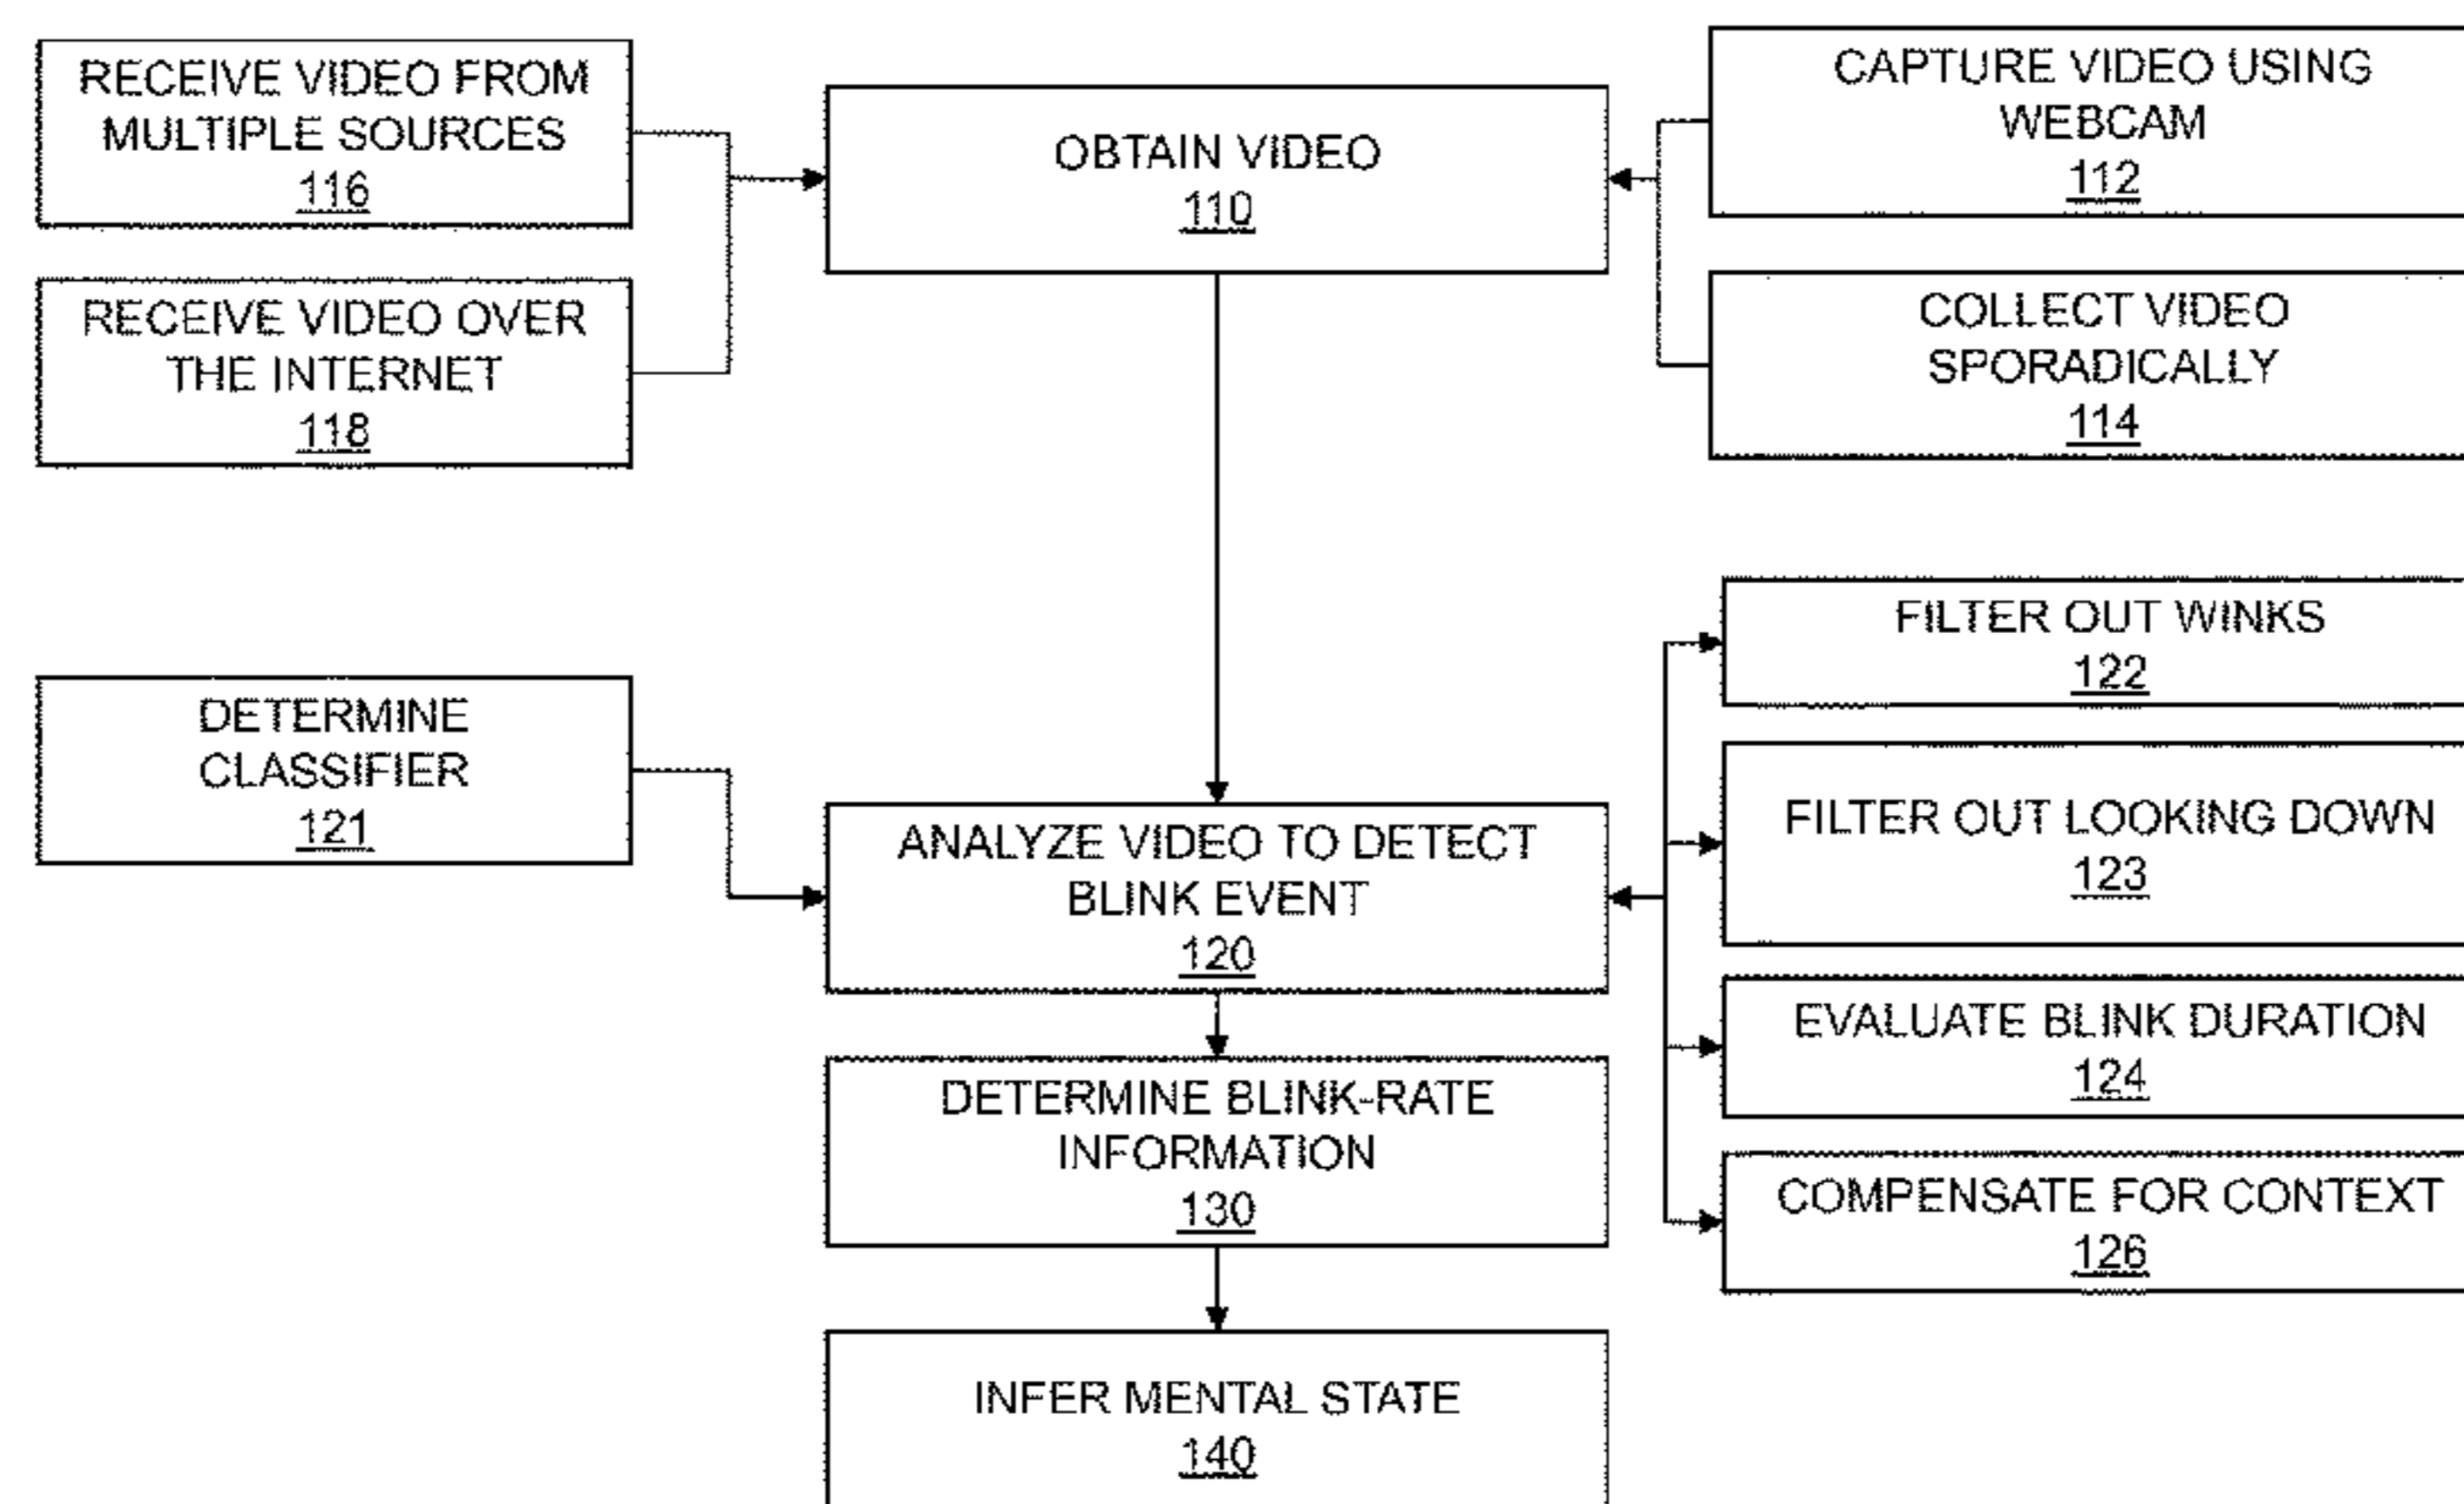 RECEIVE VIDEO FROM
MULTIPLE SOURCES
116
RECEIVE VIDEO OVER
THE INTERNET
118
OBTAIN VIDEO
110
CAPTURE VIDEO USING
WEBCAM
112
COLLECT VIDEO
SPORADICALLY
114
DETERMINE
CLASSIFIER
121
ANALYZE VIDEO TO DETECT
BLINK EVENT
120
FILTER OUT WINKS
122
FILTER OUT LOOKING DOWN
123
EVALUATE BLINK DURATION
124
COMPENSATE FOR CONTEXT
126
DETERMINE BLINK-RATE
INFORMATION
130
INFER MENTAL STATE
140